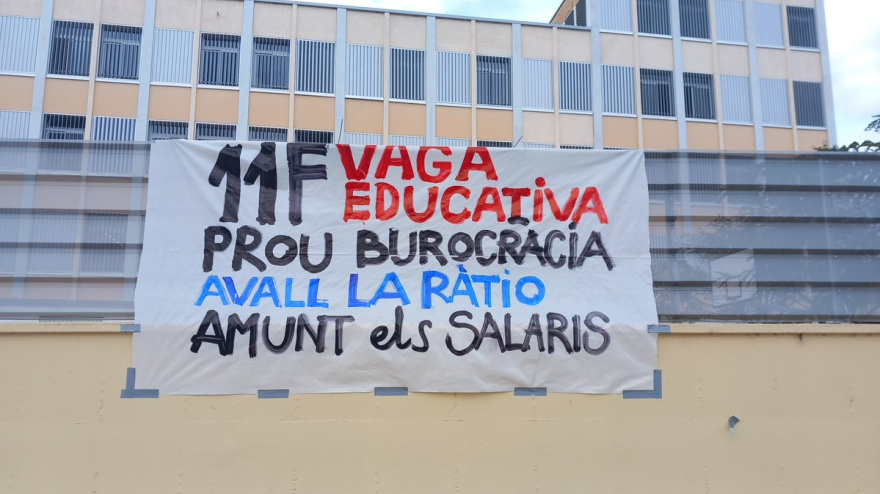 11F VAGA
EDUCATIVA
PROU BUROCRÀCIA
AVALL LA RÀTIO
AMUNT els SALARIS